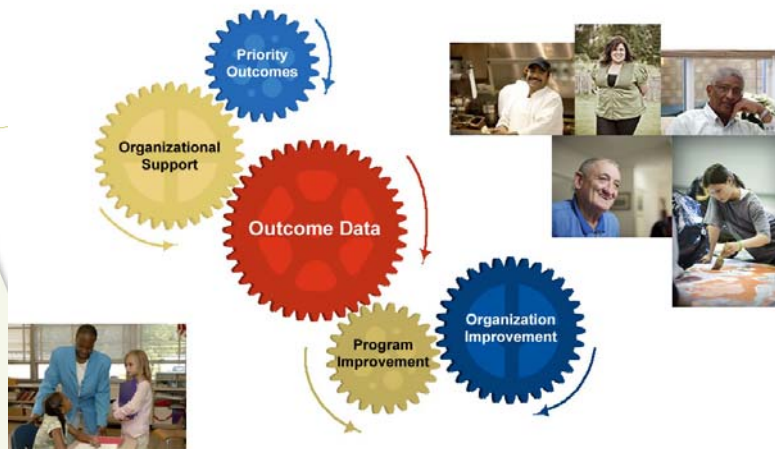 Priority
Outcomes
Organizational
Support
Outcome Data
Program
Improvement
Organization
Improvement